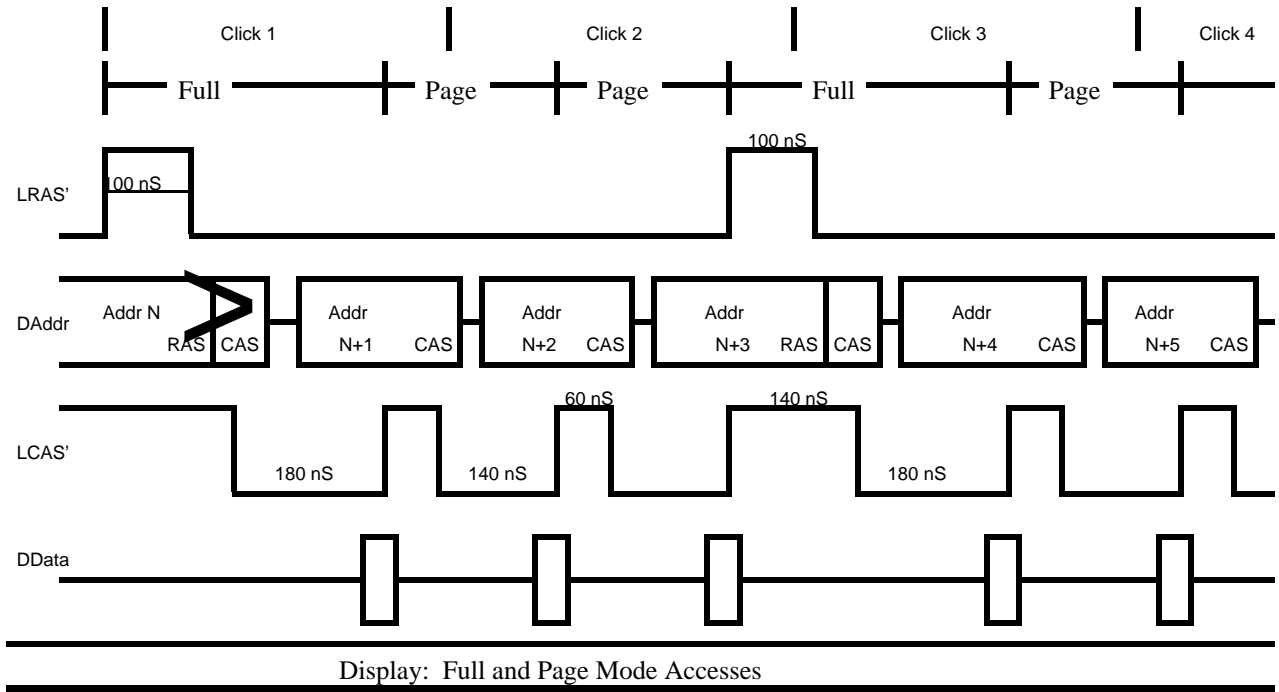 Click 1 Click 2 Click 3 Click 4
Full Page Page Full Page
100 nS
100 nS
LRAS’
Addr N Addr Addr Addr Addr Addr
DAddr
RAS CAS N+1 CAS N+2 CAS N+3 RAS CAS N+4 CAS N+5 CAS
60 nS 140 nS
LCAS’
180 nS 140 nS 180 nS
DData
Display: Full and Page Mode Accesses